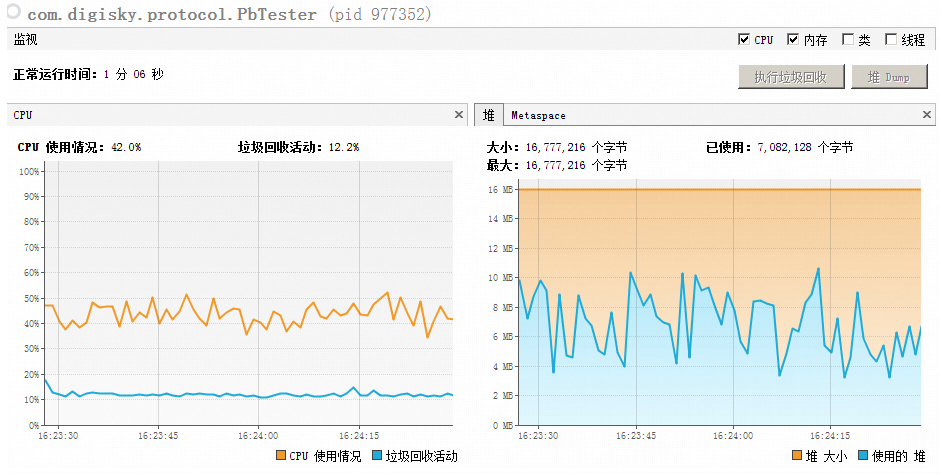 com.digisky.protocol.PbTester (pid 977352)
监视 CPU 内存 类 线程
正常运行时间：1 分 06 秒 执行垃圾回收 堆 Dump
CPU
CPU 使用情况：42.0% 垃圾回收活动：12.2%
100%
90%
80%
70%
60%
50%
40%
30%
20%
10%
0%
16:23:30 16:23:45 16:24:00 16:24:15
CPU 使用情况 垃圾回收活动
堆 Metaspace
大小：16,777,216 个字节 已使用：7,082,128 个字节
最大：16,777,216 个字节
16 MB
14 MB
12 MB
10 MB
8 MB
6 MB
4 MB
2 MB
0 MB
16:23:30 16:23:45 16:24:00 16:24:15
堆 大小 使用的 堆